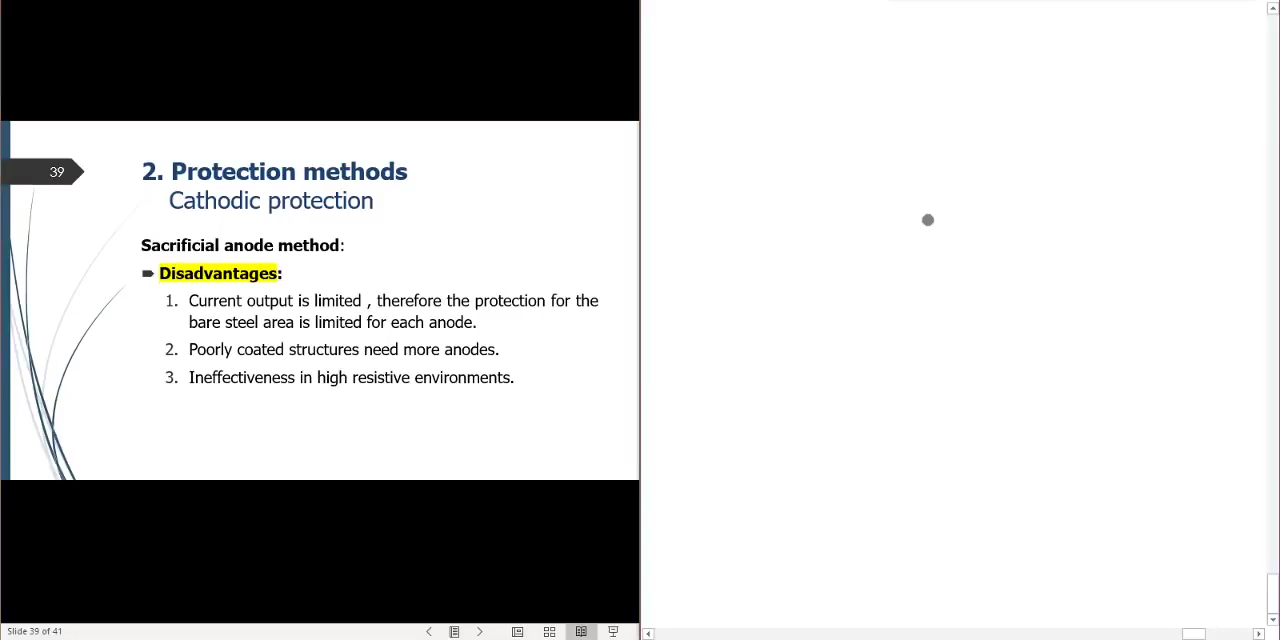 39
2. Protection methods
Cathodic protection
Sacrificial anode method:
Disadvantages:
1. Current output is limited , therefore the protection for the
bare steel area is limited for each anode.
2. Poorly coated structures need more anodes.
3. Ineffectiveness in high resistive environments.
Slide 39 of 41